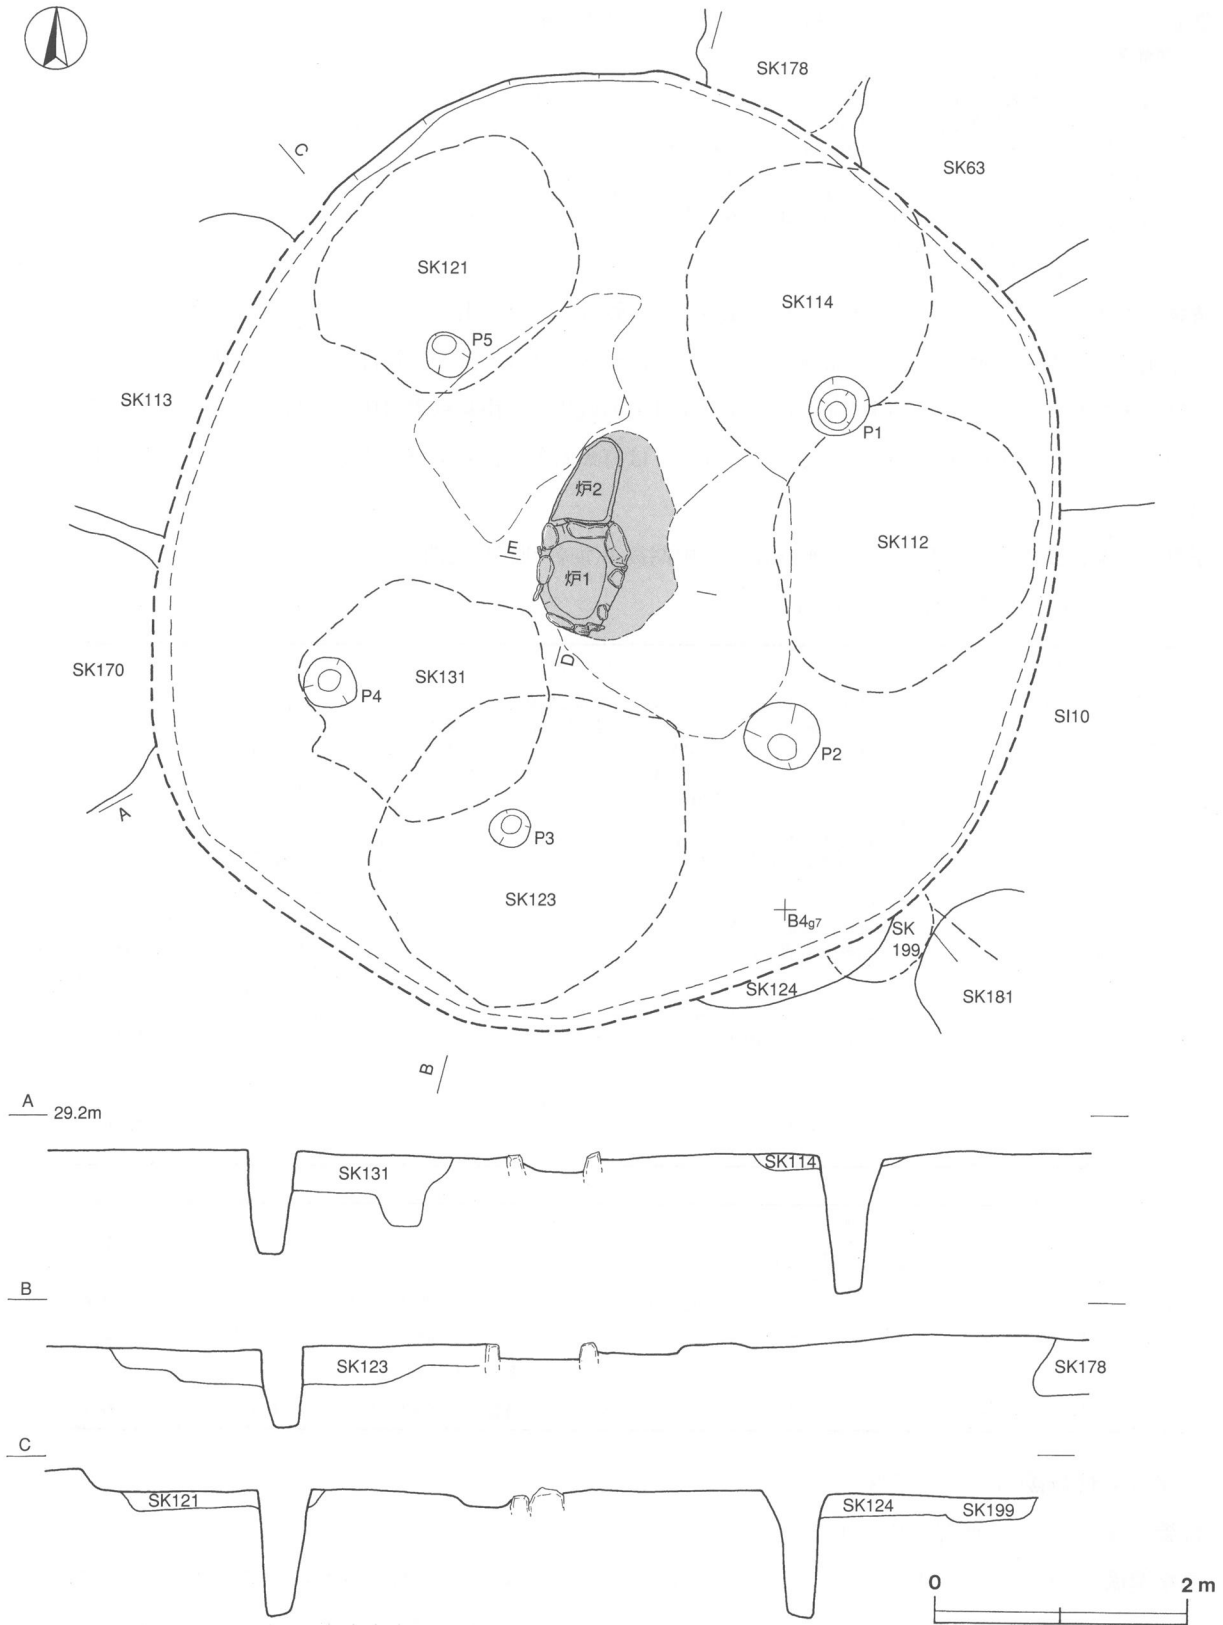 SK178
C
SK63
SK121
SK114
P5
SK113
P1
炉2
SK112
E
炉1
D
SK170
SK131
P4
SI10
P2
A
P3
SK123
B4g7
SK
199
SK124
SK181
B
A
29.2m
SK131
SK114
B
SK123
SK178
C
SK121
SK124
SK199
0
2 m